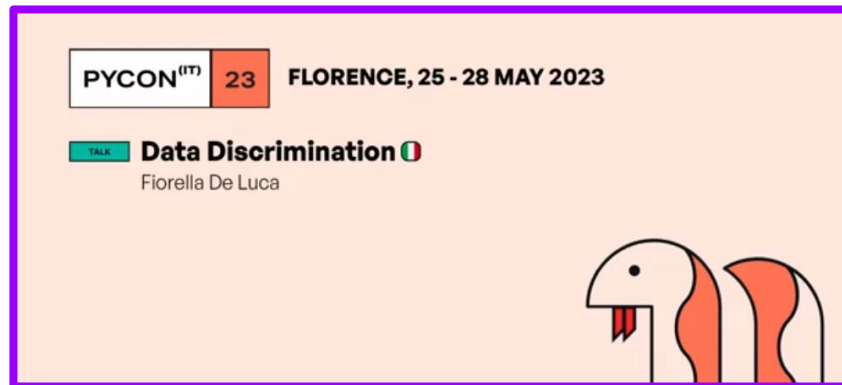 PYCON(IT) 23 FLORENCE, 25 - 28 MAY 2023
TALK Data Discrimination
Fiorella De Luca